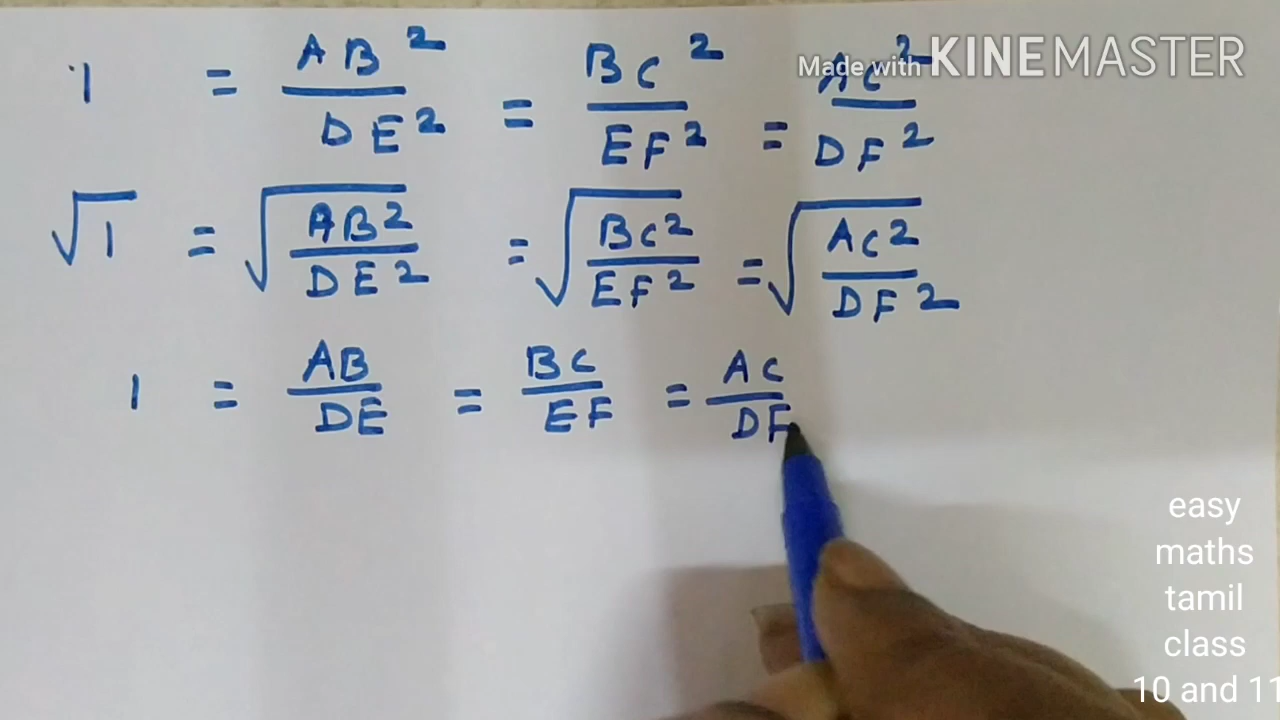 1 = AB²/DE² = BC²/EF² = AC²/DF²
Made with KINEMASTER
√1 = √(AB²/DE²) = √(BC²/EF²) = √(AC²/DF²)
1 = AB/DE = BC/EF = AC/DF
easy
maths
tamil
class
10 and 11